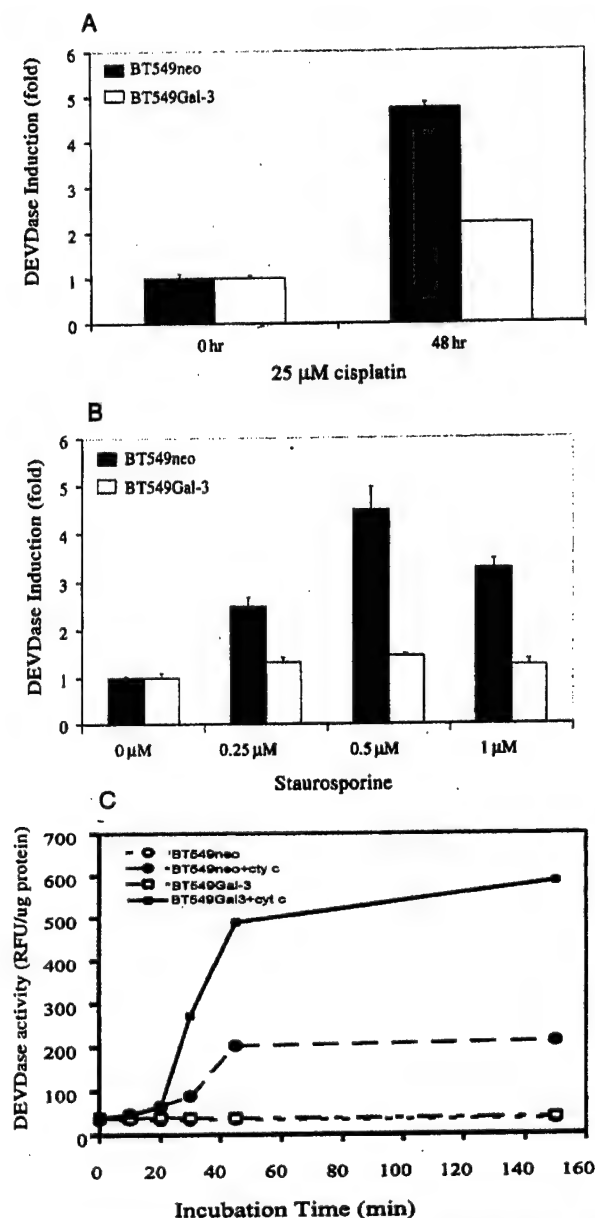 A
DEVDase Induction (fold)
6
5
4
3
2
1
0
BT549neo
BT549Gal-3
0 hr
48 hr
25 μM cisplatin
B
DEVDase Induction (fold)
6
5
4
3
2
1
0
BT549neo
BT549Gal-3
0 μM
0.25 μM
0.5 μM
1 μM
Staurosporine
C
DEVDase activity (RFU/ug protein)
700
600
500
400
300
200
100
0
BT549neo
BT549neo+cty c
BT549Gal-3
BT549Gal3+cyt c
0
20
40
60
80
100
120
140
160
Incubation Time (min)